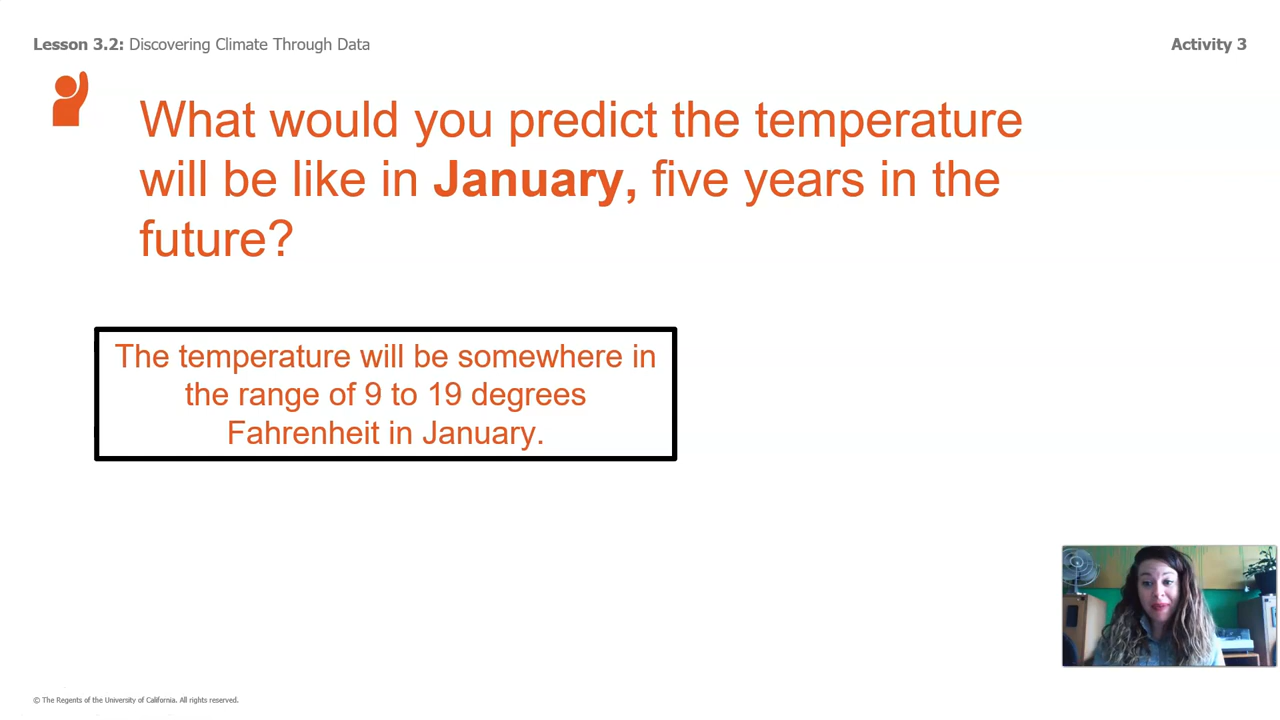 Lesson 3.2: Discovering Climate Through Data
Activity 3
What would you predict the temperature
will be like in January, five years in the
future?
The temperature will be somewhere in
the range of 9 to 19 degrees
Fahrenheit in January.
© The Regents of the University of California. All rights reserved.